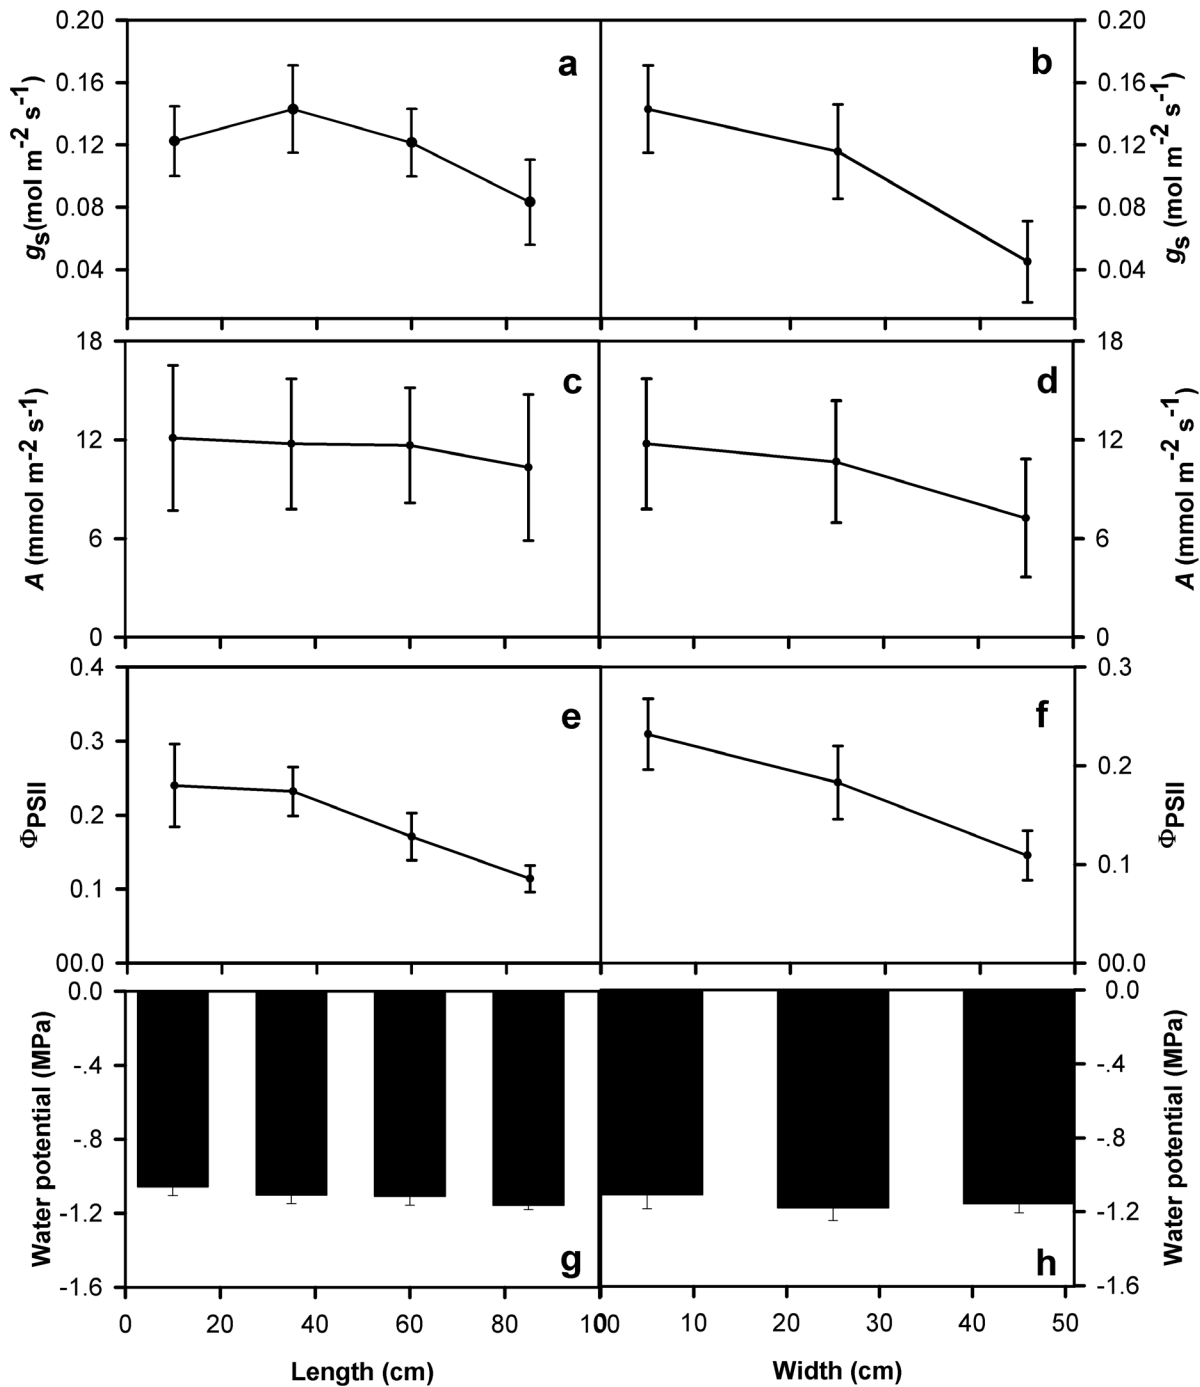 0.20 0.20
a b
0.16 0.16
0.12 0.12
0.08 0.08
0.04 0.04
gs(mol m-2 s-1) gs (mol m-2 s-1)
18 18
c d
12 12
6 6
0 0
A (mmol m-2 s-1) A (mmol m-2 s-1)
0.4 0.3
e f
0.3
0.2 0.2
0.1 0.1
00.0 00.0
ΦPSII ΦPSII
0.0 0.0
-.4 -.4
-.8 -.8
-1.2 -1.2
g h
-1.6 -1.6
Water potential (MPa) Water potential (MPa)
0 20 40 60 80 100 0 10 20 30 40 50
Length (cm) Width (cm)